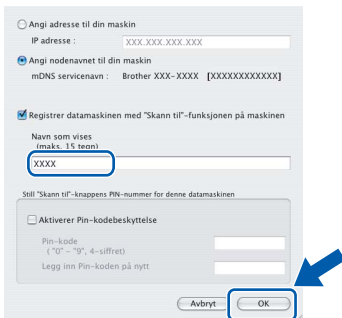 Angi adresse til din maskin
IP adresse : XXX.XXX.XXX.XXX
Angi nodenavnet til din maskin
mDNS servicenavn : Brother XXX-XXXX [XXXXXXXXXXXX]
Registrer datamaskinen med "Skann til"-funksjonen på maskinen
Navn som vises
(maks. 15 tegn)
XXXX
Still "Skann til"-knappens PIN-nummer for denne datamaskinen
Aktiverer Pin-kodebeskyttelse
Pin-kode
( "0" - "9", 4-siffret)
Legg inn Pin-koden på nytt
Avbryt OK